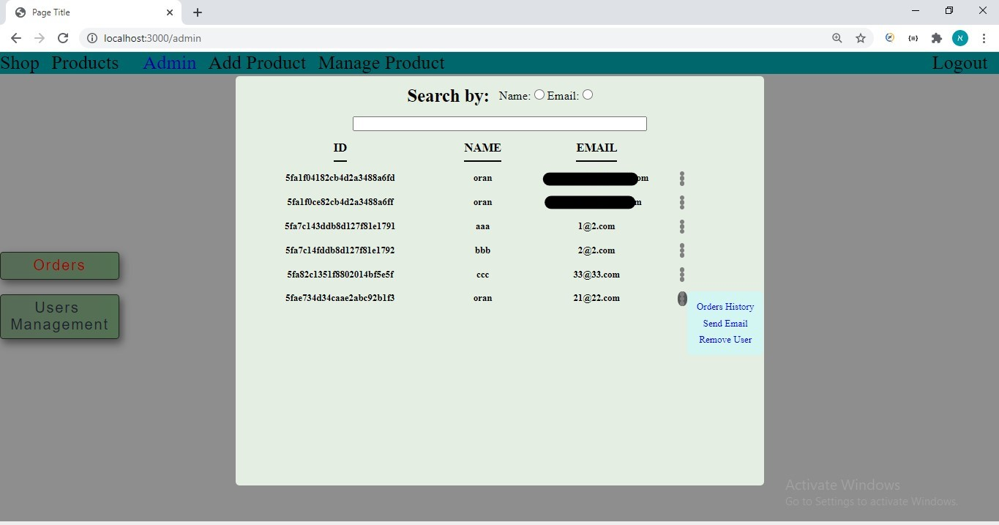 Page Title
localhost:3000/admin
Shop Products Admin Add Product Manage Product Logout
Search by: Name: Email:
ID NAME EMAIL
5fa1f04182cb4d2a3488a6fd oran om
5fa1f0ce82cb4d2a3488a6ff oran m
5fa7c143ddb8d127f81e1791 aaa 1@2.com
5fa7c14fddb8d127f81e1792 bbb 2@2.com
5fa82c1351f8802014bf5e5f ccc 33@33.com
5fae734d34caae2abc92b1f3 oran 21@22.com
Orders History
Send Email
Remove User
Orders
Users
Management
Activate Windows
Go to Settings to activate Windows.